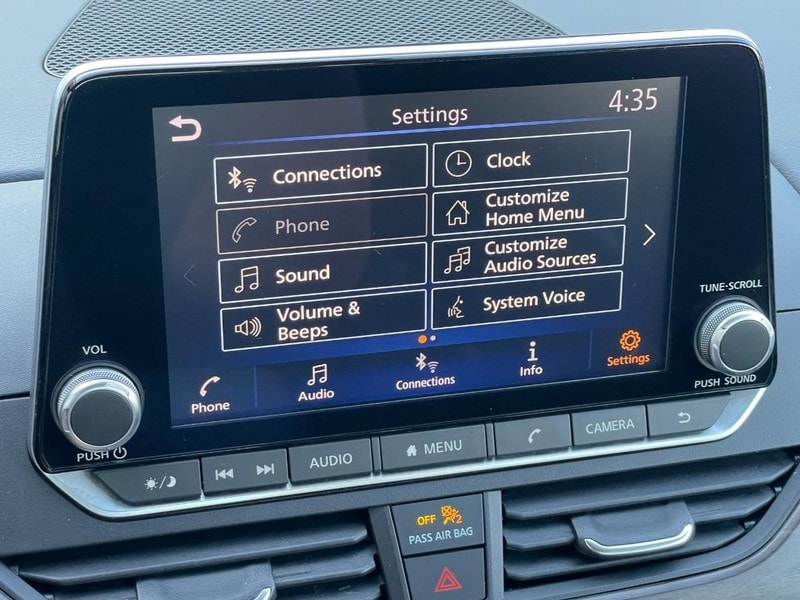 Settings
4:35
Connections
Clock
Phone
Customize
Home Menu
Sound
Customize
Audio Sources
Volume &
Beeps
System Voice
Phone
Audio
Connections
Info
Settings
VOL
PUSH
TUNE·SCROLL
PUSH SOUND
AUDIO
MENU
CAMERA
OFF 2
PASS AIR BAG